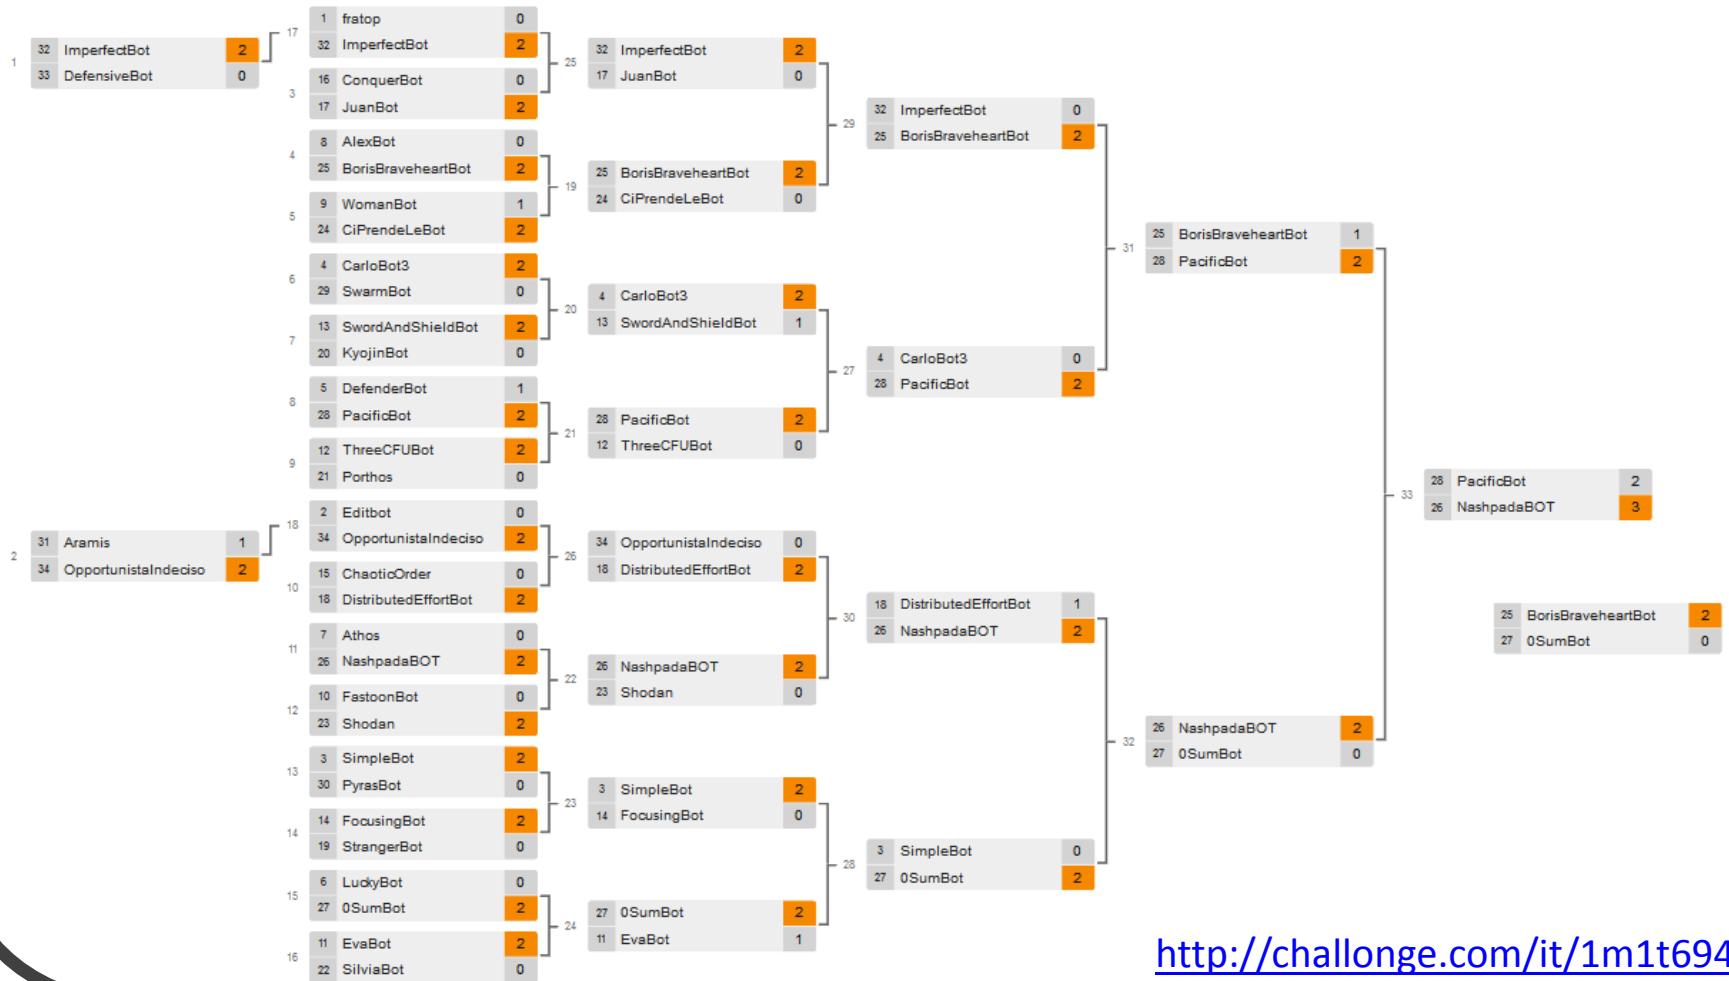 1
32 ImperfectBot 2
33 DefensiveBot 0
2
31 Aramis 1
34 OpportunistaIndeciso 2
17
1 fratop 0
32 ImperfectBot 2
3
16 ConquerBot 0
17 JuanBot 2
4
8 AlexBot 0
25 BorisBraveheartBot 2
5
9 WomanBot 1
24 CiPrendeLeBot 2
6
4 CarloBot3 2
29 SwarmBot 0
7
13 SwordAndShieldBot 2
20 KyojinBot 0
8
5 DefenderBot 1
28 PacificBot 2
9
12 ThreeCFUBot 2
21 Porthos 0
18
2 Editbot 0
34 OpportunistaIndeciso 2
10
15 ChaoticOrder 0
18 DistributedEffortBot 2
11
7 Athos 0
26 NashpadaBOT 2
12
10 FastoonBot 0
23 Shodan 2
13
3 SimpleBot 2
30 PyrasBot 0
14
14 FocusingBot 2
19 StrangerBot 0
15
6 LuckyBot 0
27 0SumBot 2
16
11 EvaBot 2
22 SilviaBot 0
25
32 ImperfectBot 2
17 JuanBot 0
19
25 BorisBraveheartBot 2
24 CiPrendeLeBot 0
20
4 CarloBot3 2
13 SwordAndShieldBot 1
21
28 PacificBot 2
12 ThreeCFUBot 0
26
34 OpportunistaIndeciso 0
18 DistributedEffortBot 2
22
26 NashpadaBOT 2
23 Shodan 0
23
3 SimpleBot 2
14 FocusingBot 0
24
27 0SumBot 2
11 EvaBot 1
29
32 ImperfectBot 0
25 BorisBraveheartBot 2
27
4 CarloBot3 0
28 PacificBot 2
30
18 DistributedEffortBot 1
26 NashpadaBOT 2
28
3 SimpleBot 0
27 0SumBot 2
31
25 BorisBraveheartBot 1
28 PacificBot 2
32
26 NashpadaBOT 2
27 0SumBot 0
33
28 PacificBot 2
26 NashpadaBOT 3
25 BorisBraveheartBot 2
27 0SumBot 0
http://challonge.com/it/1m1t694